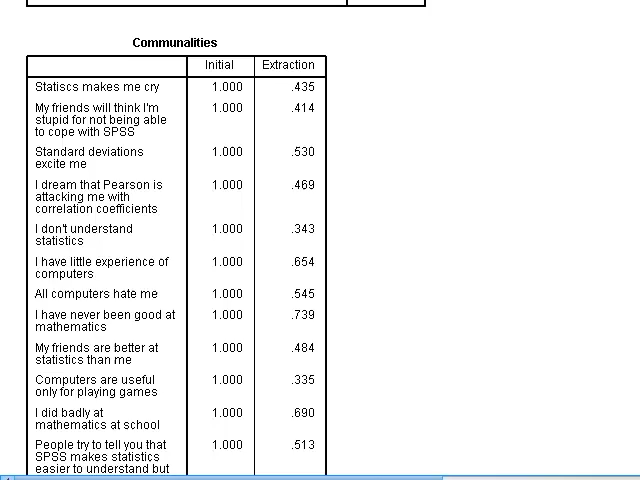 Communalities
Initial Extraction
Statiscs makes me cry 1.000 .435
My friends will think I'm 1.000 .414
stupid for not being able
to cope with SPSS
Standard deviations 1.000 .530
excite me
I dream that Pearson is 1.000 .469
attacking me with
correlation coefficients
I don't understand 1.000 .343
statistics
I have little experience of 1.000 .654
computers
All computers hate me 1.000 .545
I have never been good at 1.000 .739
mathematics
My friends are better at 1.000 .484
statistics than me
Computers are useful 1.000 .335
only for playing games
I did badly at 1.000 .690
mathematics at school
People try to tell you that 1.000 .513
SPSS makes statistics
easier to understand but